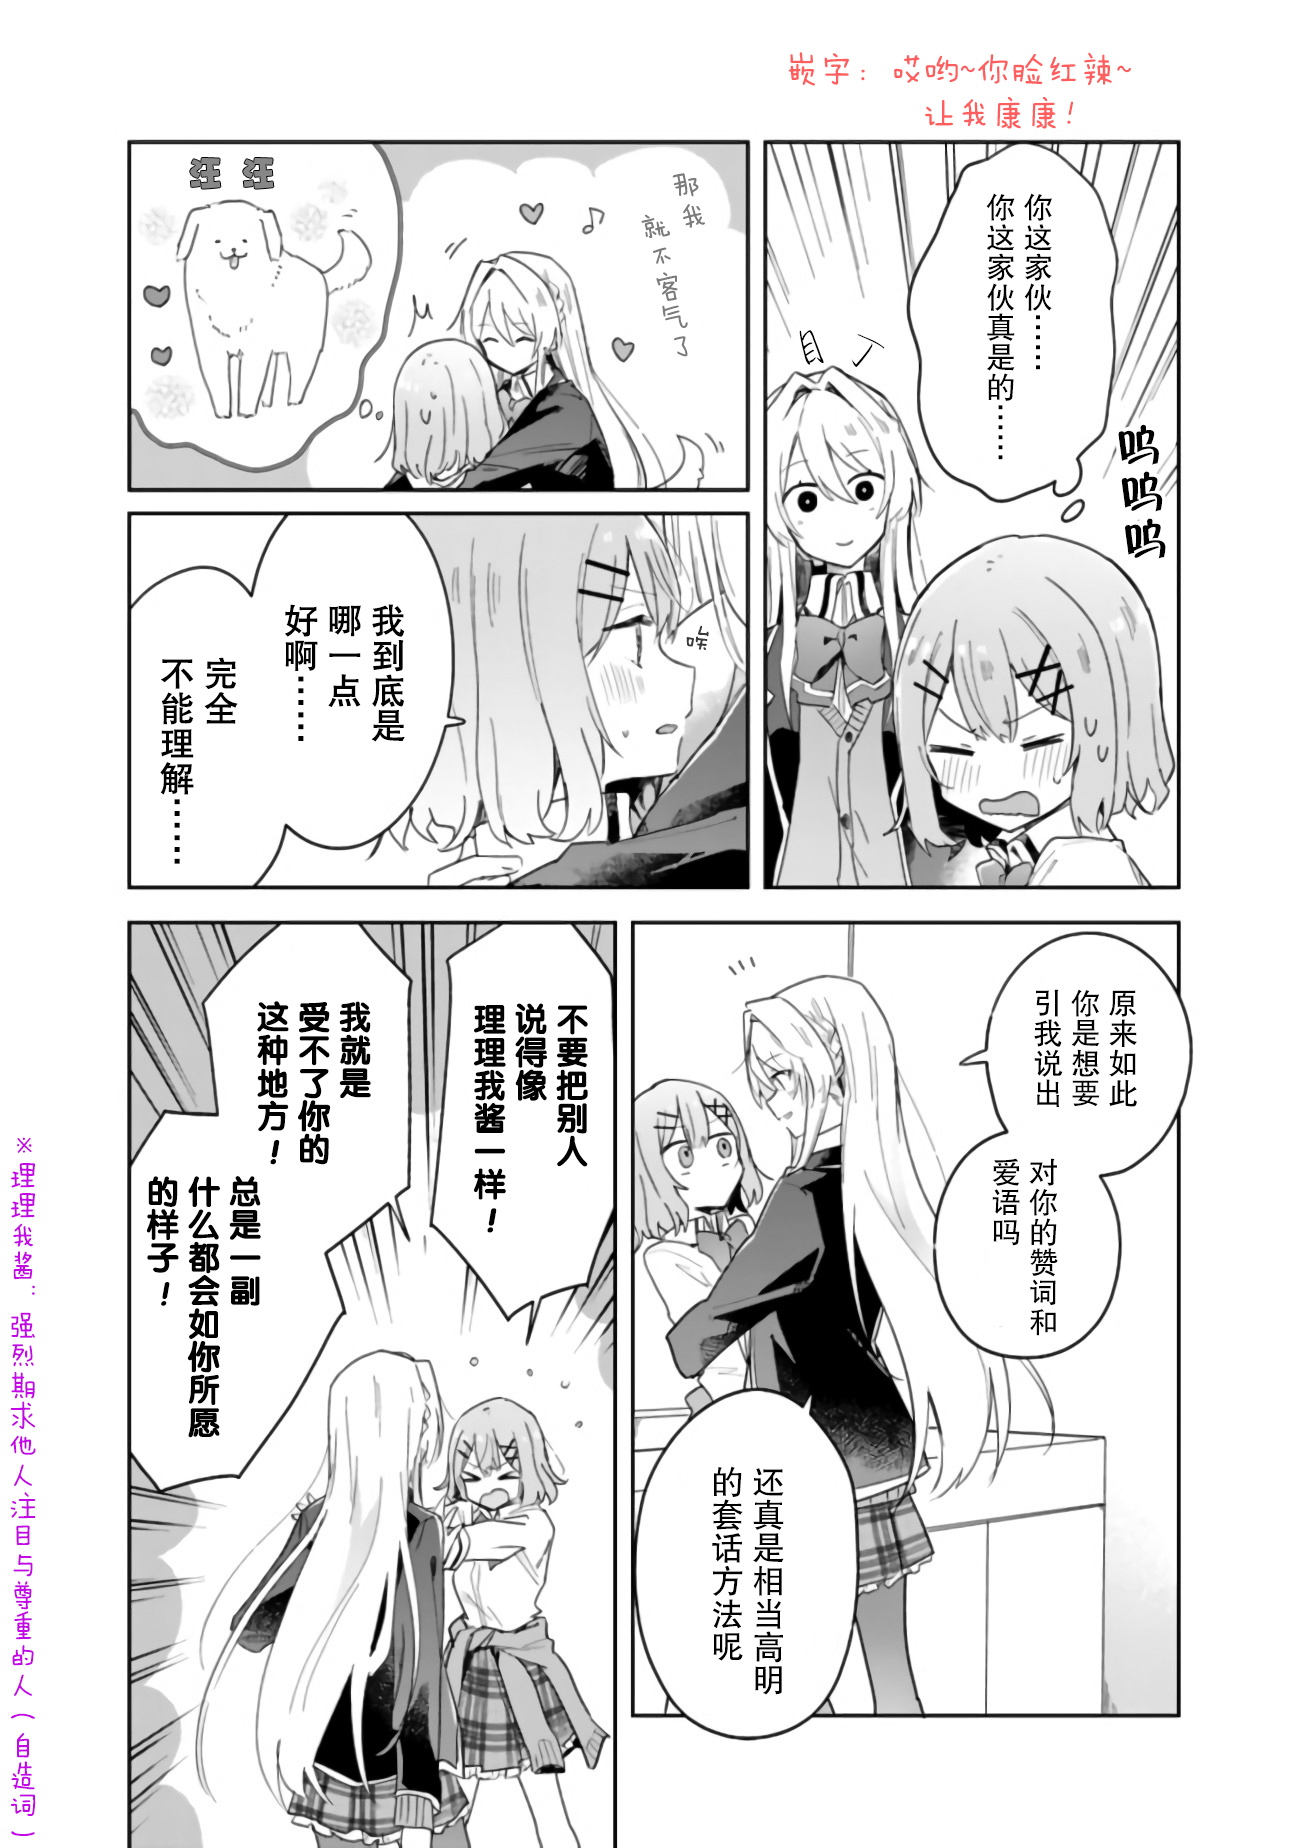 嵌字：哎哟~你脸红辣~
让我康康！
你这家伙……
你这家伙真是的……
盯
呜呜呜
那我
就不客气了
汪汪
我到底是
哪一点
好啊……
完全
不能理解……
唉
原来如此
你是想要
引我说出
对你的赞词和
爱语吗
还真是相当高明
的套话方法呢
不要把别人
说得像
理理我酱一样！
我就是
受不了你的
这种地方！
总是一副
什么都会如你所愿
的样子！
※理理我酱：强烈期求他人注目与尊重的人（自造词）